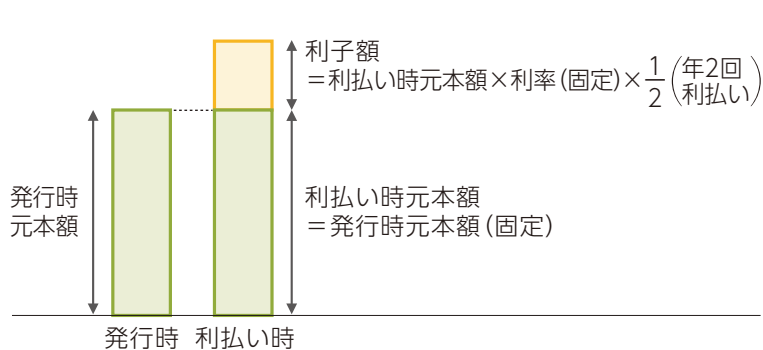 利子額
＝利払い時元本額×利率（固定）×1/2（年2回利払い）
発行時
元本額
利払い時元本額
＝発行時元本額（固定）
発行時 利払い時